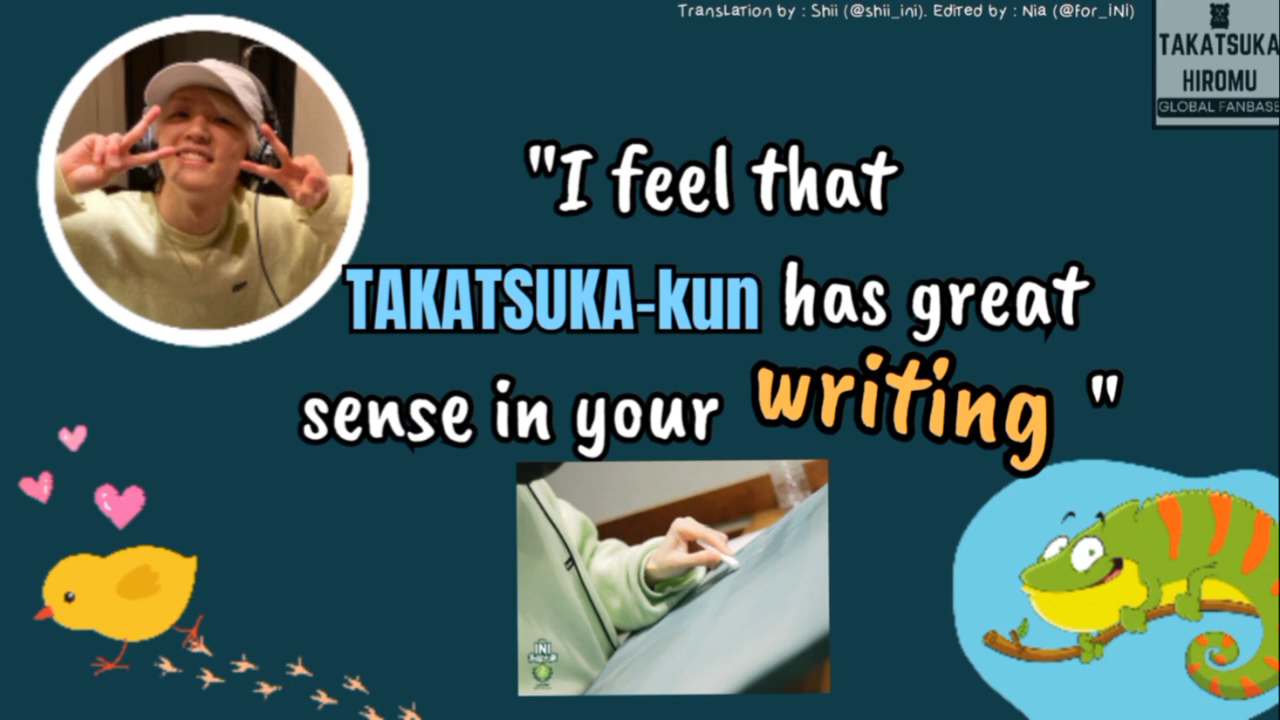 Translation by : Shii (@shii_ini). Edited by : Nia (@for_INI)
TAKATSUKA
HIROMU
GLOBAL FANBASE
"I feel that
TAKATSUKA-kun has great
sense in your writing "
INI